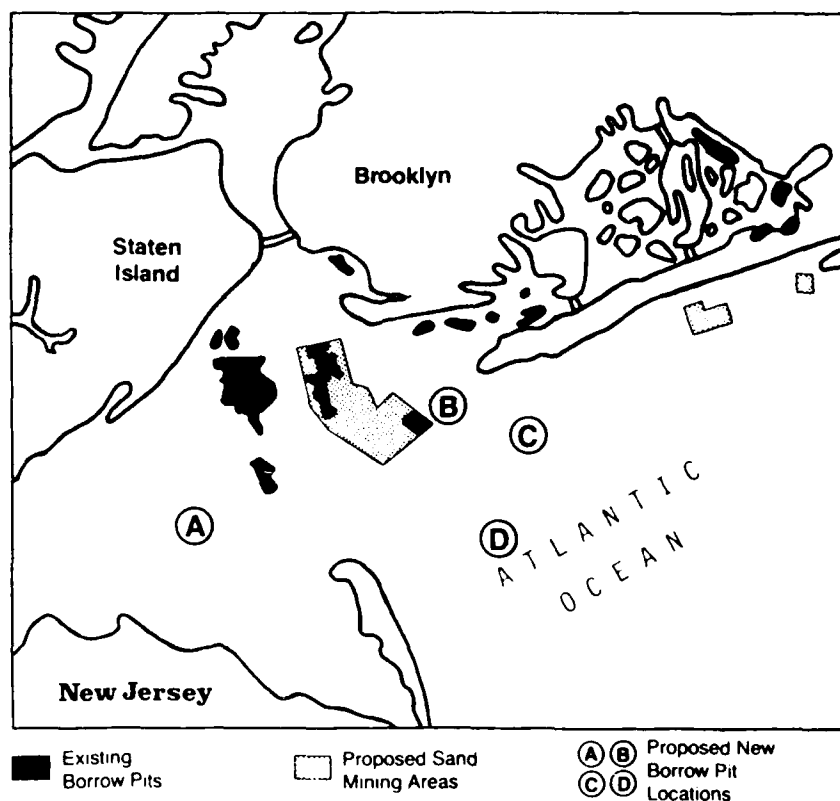 Brooklyn
Staten
Island
B
C
A
D
ATLANTIC
OCEAN
New Jersey
Existing
Borrow Pits
Proposed Sand
Mining Areas
A B
C D
Proposed New
Borrow Pit
Locations